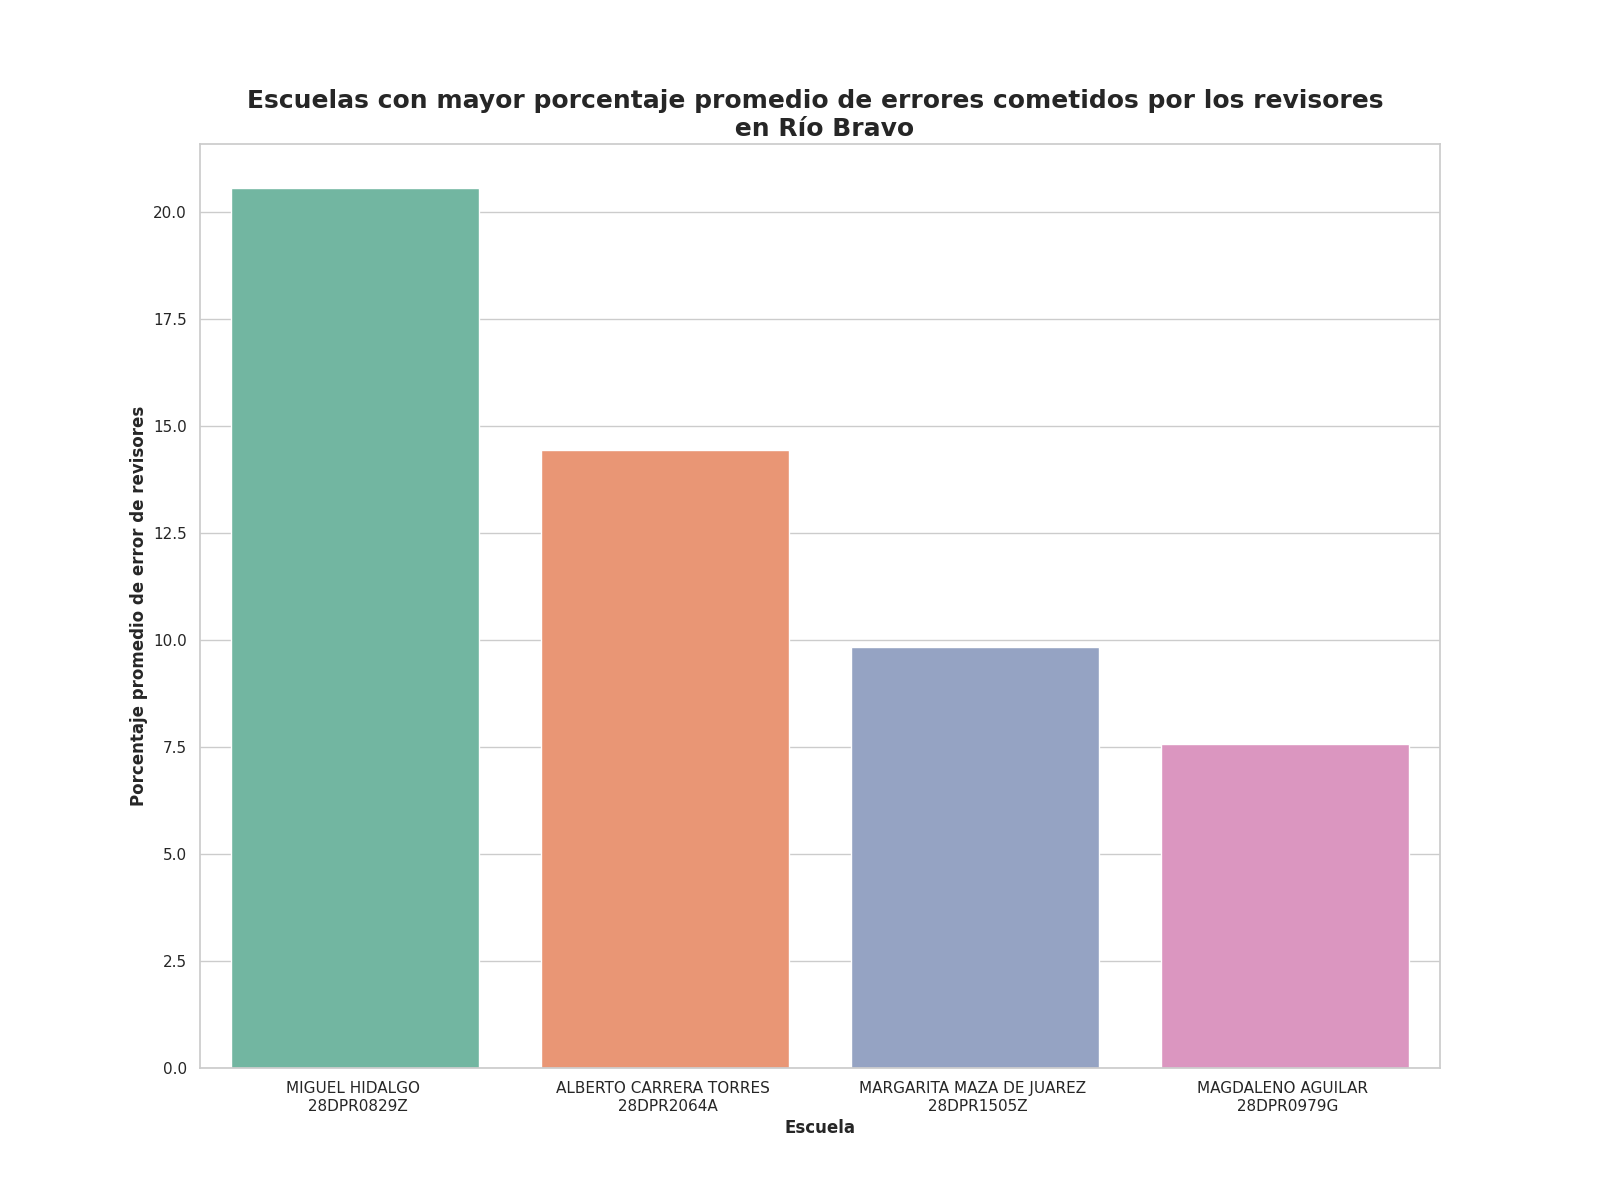 Escuelas con mayor porcentaje promedio de errores cometidos por los revisores
en Río Bravo
Porcentaje promedio de error de revisores
20.0
17.5
15.0
12.5
10.0
7.5
5.0
2.5
0.0
MIGUEL HIDALGO
28DPR0829Z
ALBERTO CARRERA TORRES
28DPR2064A
MARGARITA MAZA DE JUAREZ
28DPR1505Z
MAGDALENO AGUILAR
28DPR0979G
Escuela